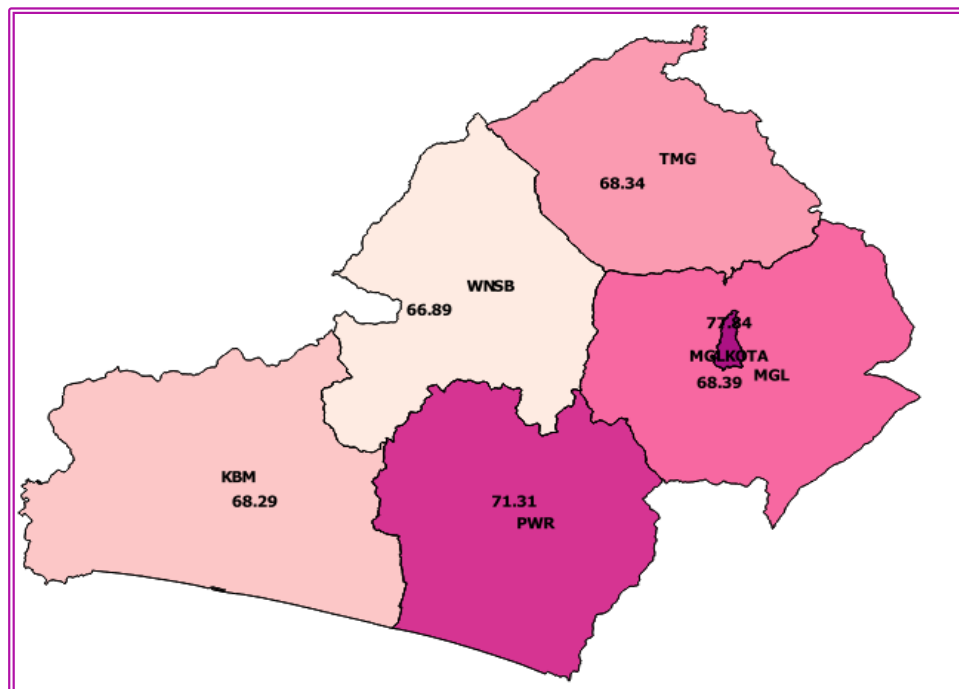 TMG
68.34
WNSB
66.89
77.84
MGLKOTA
MGL
68.39
KBM
68.29
71.31
PWR